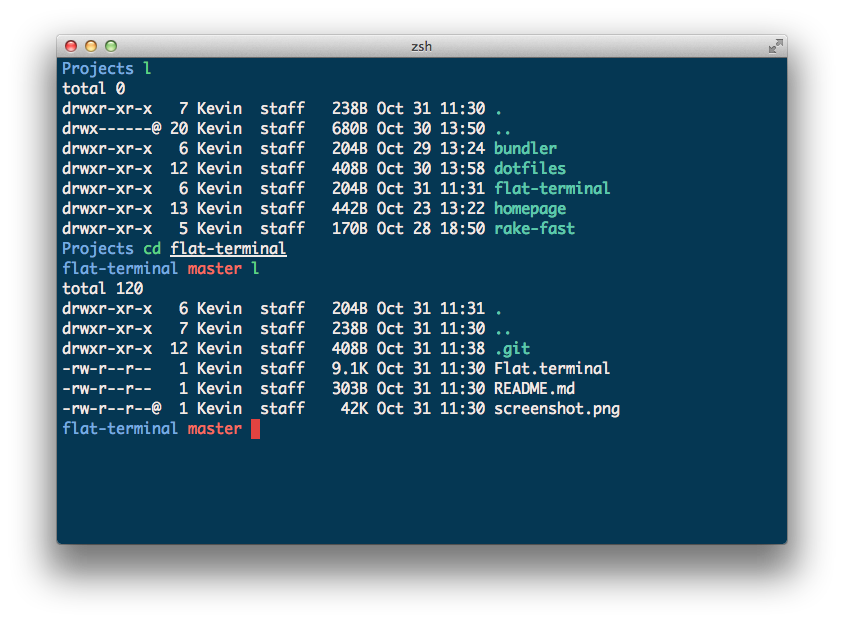 zsh
Projects l
total 0
drwxr-xr-x   7 Kevin  staff   238B Oct 31 11:30 .
drwx------@ 20 Kevin  staff   680B Oct 30 13:50 ..
drwxr-xr-x   6 Kevin  staff   204B Oct 29 13:24 bundler
drwxr-xr-x  12 Kevin  staff   408B Oct 30 13:58 dotfiles
drwxr-xr-x   6 Kevin  staff   204B Oct 31 11:31 flat-terminal
drwxr-xr-x  13 Kevin  staff   442B Oct 23 13:22 homepage
drwxr-xr-x   5 Kevin  staff   170B Oct 28 18:50 rake-fast
Projects cd flat-terminal
flat-terminal master l
total 120
drwxr-xr-x   6 Kevin  staff   204B Oct 31 11:31 .
drwxr-xr-x   7 Kevin  staff   238B Oct 31 11:30 ..
drwxr-xr-x  12 Kevin  staff   408B Oct 31 11:38 .git
-rw-r--r--   1 Kevin  staff   9.1K Oct 31 11:30 Flat.terminal
-rw-r--r--   1 Kevin  staff   303B Oct 31 11:30 README.md
-rw-r--r--@  1 Kevin  staff    42K Oct 31 11:30 screenshot.png
flat-terminal master